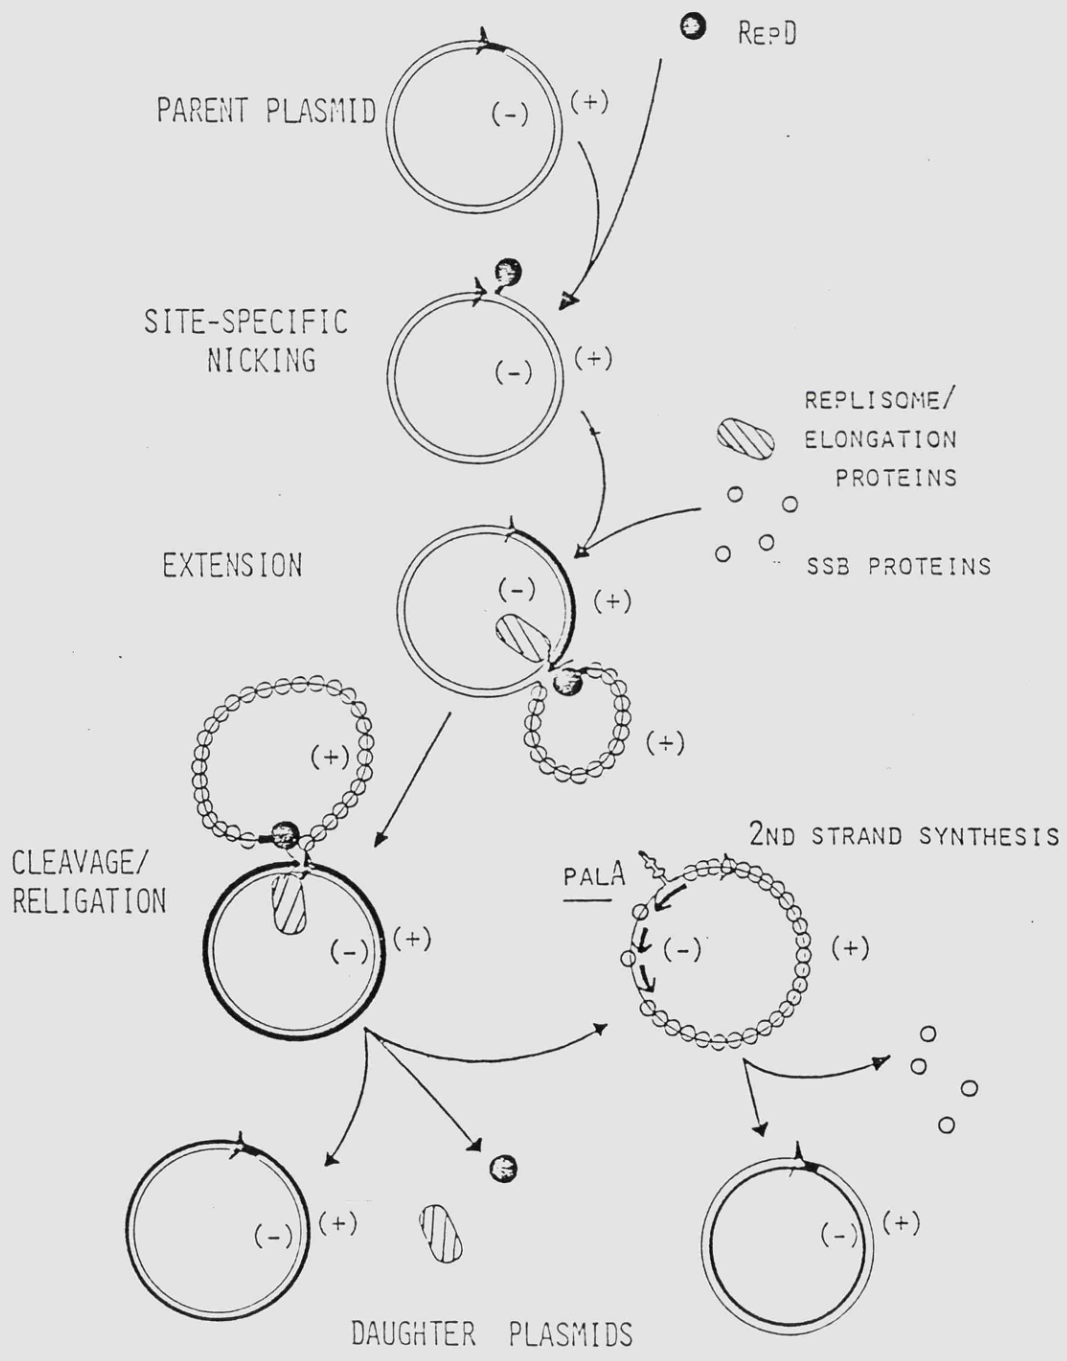 REPD
PARENT PLASMID
(-)
(+)
SITE-SPECIFIC
NICKING
(-)
(+)
REPLISOME/
ELONGATION
PROTEINS
SSB PROTEINS
EXTENSION
(-)
(+)
(+)
(+)
CLEAVAGE/
RELIGATION
(-)
(+)
2ND STRAND SYNTHESIS
PALA
(-)
(+)
(-)
(+)
(-)
(+)
DAUGHTER PLASMIDS